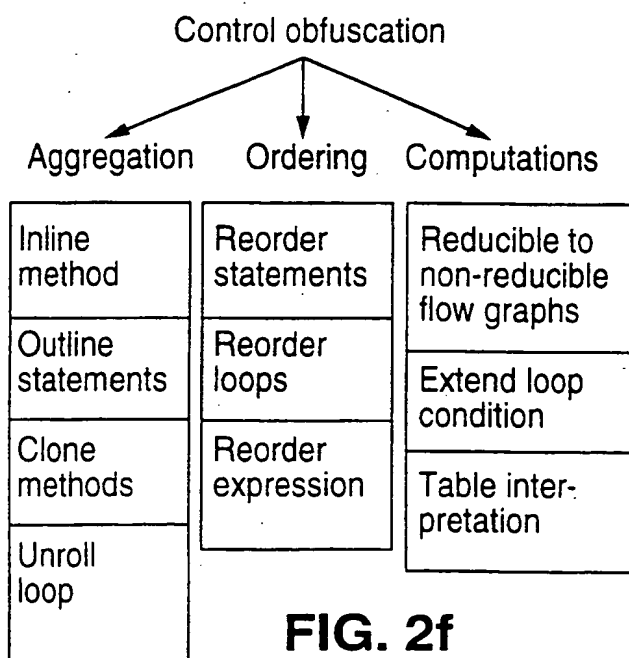 Control obfuscation
Aggregation
Ordering
Computations
Inline
method
Outline
statements
Clone
methods
Unroll
loop
Reorder
statements
Reorder
loops
Reorder
expression
Reducible to
non-reducible
flow graphs
Extend loop
condition
Table inter-
pretation
FIG. 2f